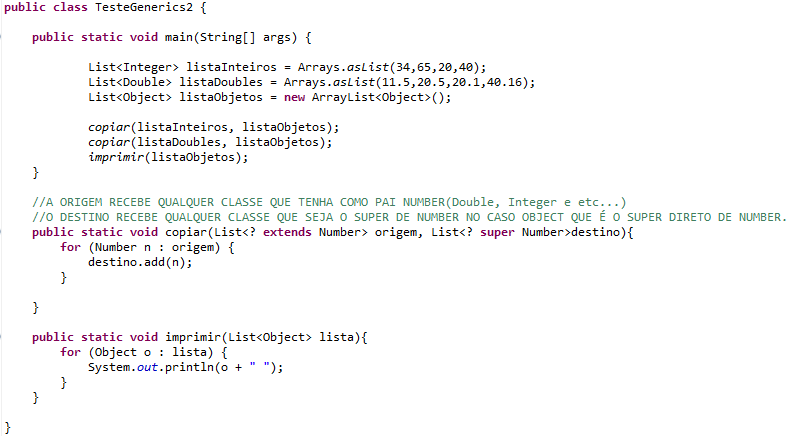 public class TesteGenerics2 {
public static void main(String[] args) {
List<Integer> listaInteiros = Arrays.asList(34,65,20,40);
List<Double> listaDoubles = Arrays.asList(11.5,20.5,20.1,40.16);
List<Object> listaObjetos = new ArrayList<Object>();
copiar(listaInteiros, listaObjetos);
copiar(listaDoubles, listaObjetos);
imprimir(listaObjetos);
}
//A ORIGEM RECEBE QUALQUER CLASSE QUE TENHA COMO PAI NUMBER(Double, Integer e etc...)
//O DESTINO RECEBE QUALQUER CLASSE QUE SEJA O SUPER DE NUMBER NO CASO OBJECT QUE É O SUPER DIRETO DE NUMBER.
public static void copiar(List<? extends Number> origem, List<? super Number>destino){
for (Number n : origem) {
destino.add(n);
}
}
public static void imprimir(List<Object> lista){
for (Object o : lista) {
System.out.println(o + " ");
}
}
}